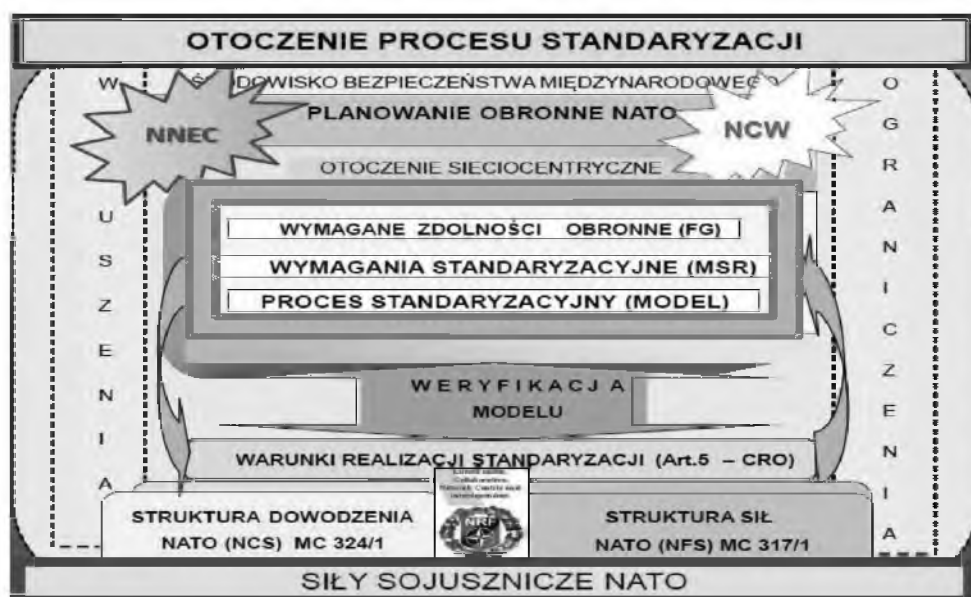 OTOCZENIE PROCESU STANDARYZACJI
ODOWISKO BEZPIECZEŃSTWA MIĘDZYNARODOWEG
PLANOWANIE OBRONNE NATO
NNEC
NCW
OTOCZENIE SIECIOCENTRYCZNE
WYMAGANE ZDOLNOŚCI OBRONNE (FG)
WYMAGANIA STANDARYZACYJNE (MSR)
PROCES STANDARYZACYJNY (MODEL)
W
U
S
Z
E
N
I
A
O
G
R
A
N
I
C
Z
E
N
I
A
WERYFIKACJA
MODELU
WARUNKI REALIZACJI STANDARYZACJI (Art.5 – CRO)
STRUKTURA DOWODZENIA
NATO (NCS) MC 324/1
NRF
STRUKTURA SIŁ
NATO (NFS) MC 317/1
SIŁY SOJUSZNICZE NATO